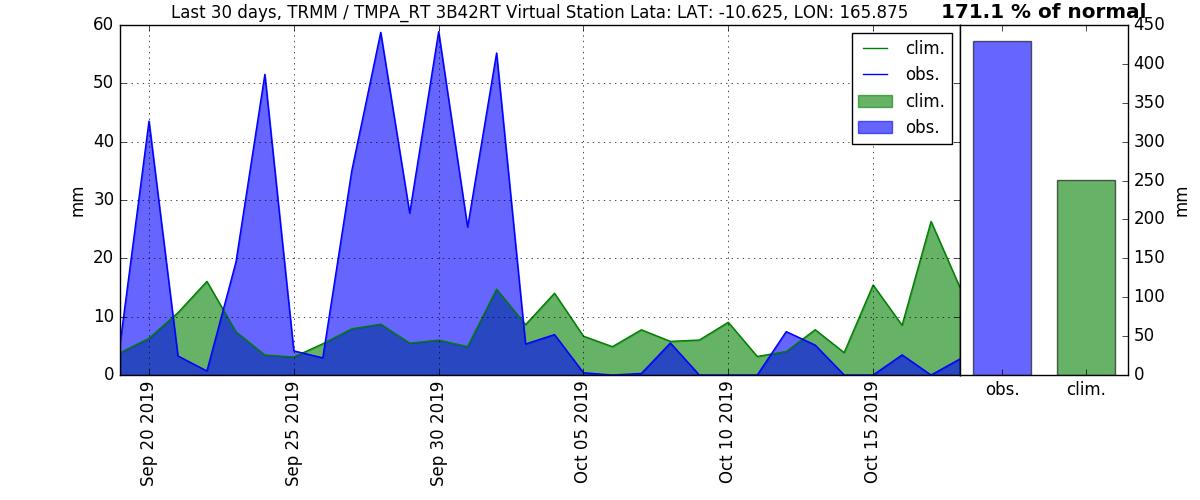 Last 30 days, TRMM / TMPA_RT 3B42RT Virtual Station Lata: LAT: -10.625, LON: 165.875
171.1 % of normal
60
50
40
30
20
10
0
mm
clim.
obs.
clim.
obs.
Sep 20 2019
Sep 25 2019
Sep 30 2019
Oct 05 2019
Oct 10 2019
Oct 15 2019
450
400
350
300
250
200
150
100
50
0
mm
obs.
clim.